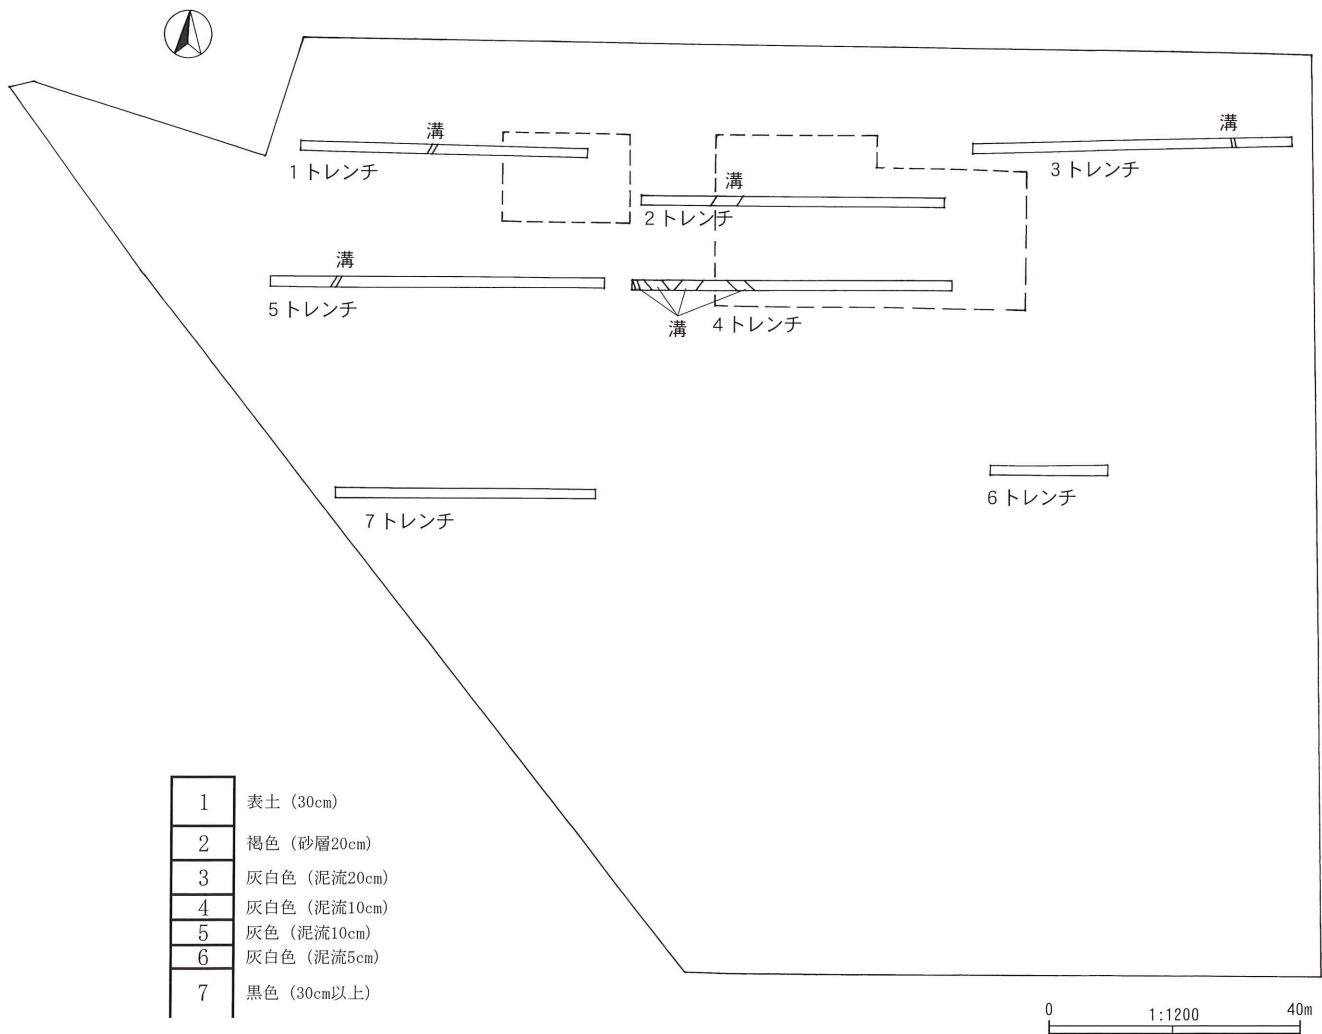 溝
溝
1トレンチ
3トレンチ
溝
2トレンチ
溝
5トレンチ
溝
4トレンチ
6トレンチ
7トレンチ
1 表土 (30cm)
2 褐色 (砂層20cm)
3 灰白色 (泥流20cm)
4 灰白色 (泥流10cm)
5 灰色 (泥流10cm)
6 灰白色 (泥流5cm)
7 黒色 (30cm以上)
0 1:1200 40m